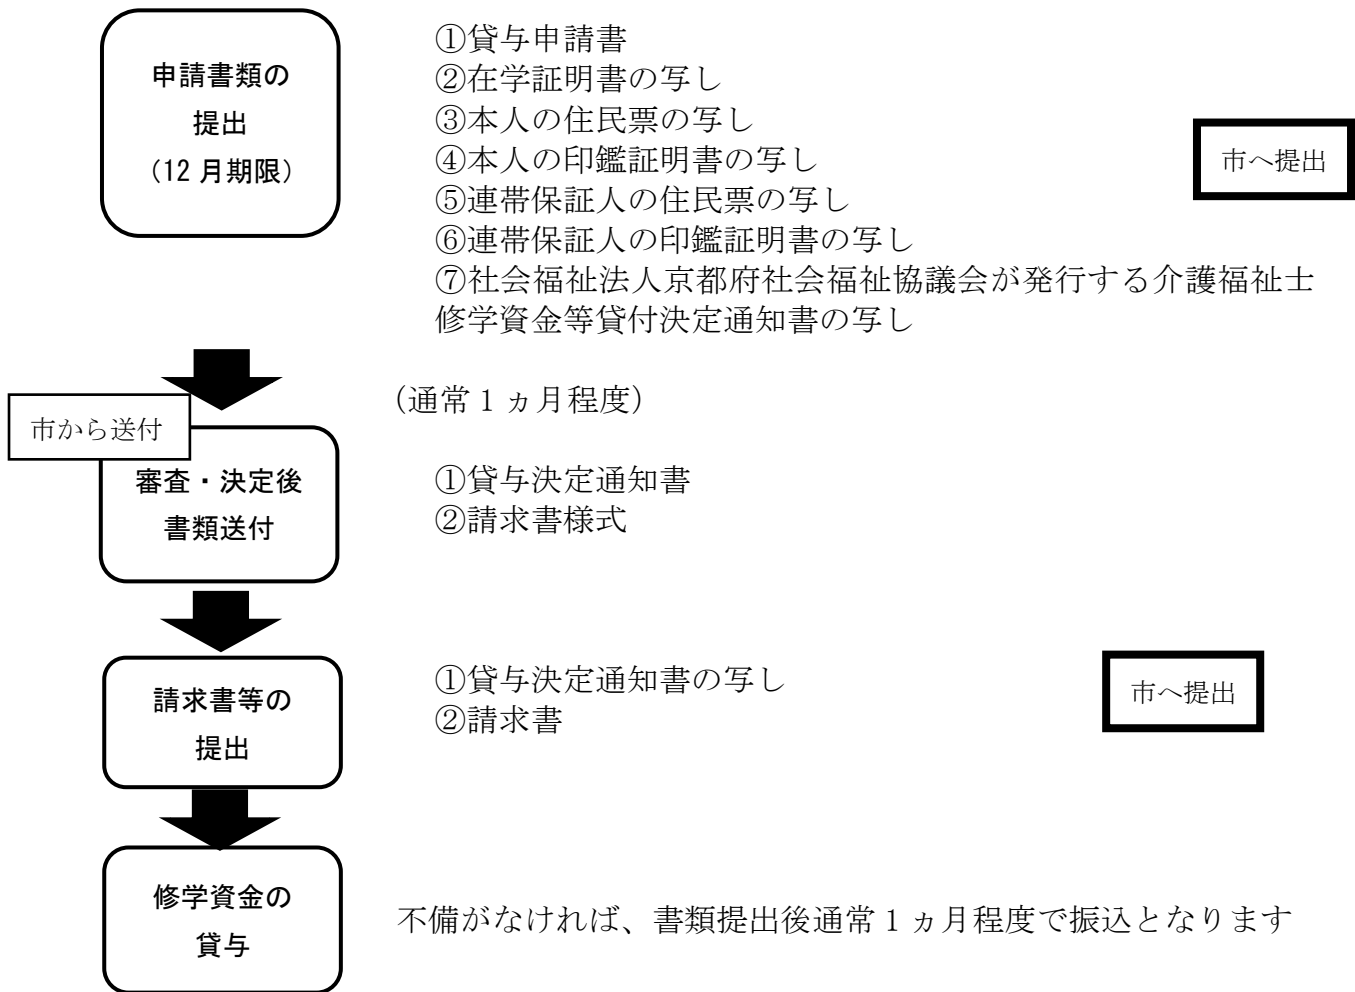 申請書類の
提出
（12月期限）
①貸与申請書
②在学証明書の写し
③本人の住民票の写し
④本人の印鑑証明書の写し
⑤連帯保証人の住民票の写し
⑥連帯保証人の印鑑証明書の写し
⑦社会福祉法人京都府社会福祉協議会が発行する介護福祉士
修学資金等貸付決定通知書の写し
市へ提出
（通常１ヵ月程度）
市から送付
審査・決定後
書類送付
①貸与決定通知書
②請求書様式
請求書等の
提出
①貸与決定通知書の写し
②請求書
市へ提出
修学資金の
貸与
不備がなければ、書類提出後通常１ヵ月程度で振込となります